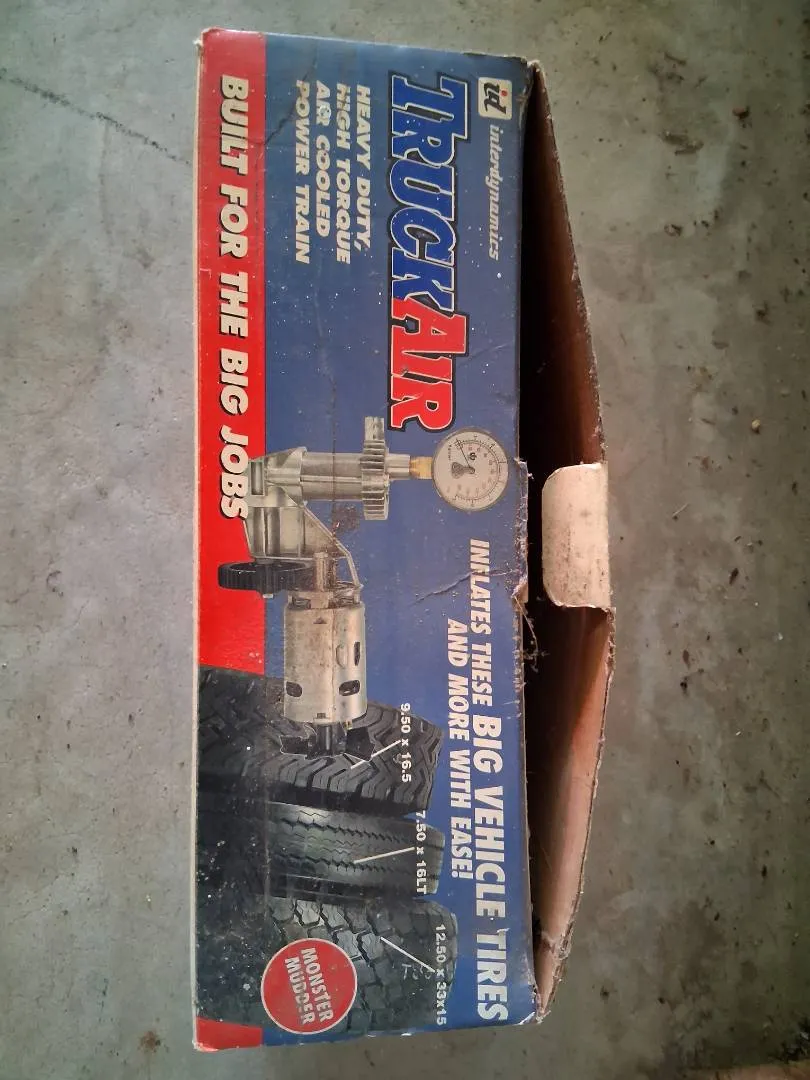 id interdynamics
TRUCKAIR
HEAVY DUTY,
HIGH TORQUE
AIR COOLED
POWER TRAIN
BUILT FOR THE BIG JOBS
INFLATES THESE BIG VEHICLE TIRES
AND MORE WITH EASE!
9.50 x 16.5
7.50 x 16LT
12.50 x 33x15
MONSTER
MUDDER